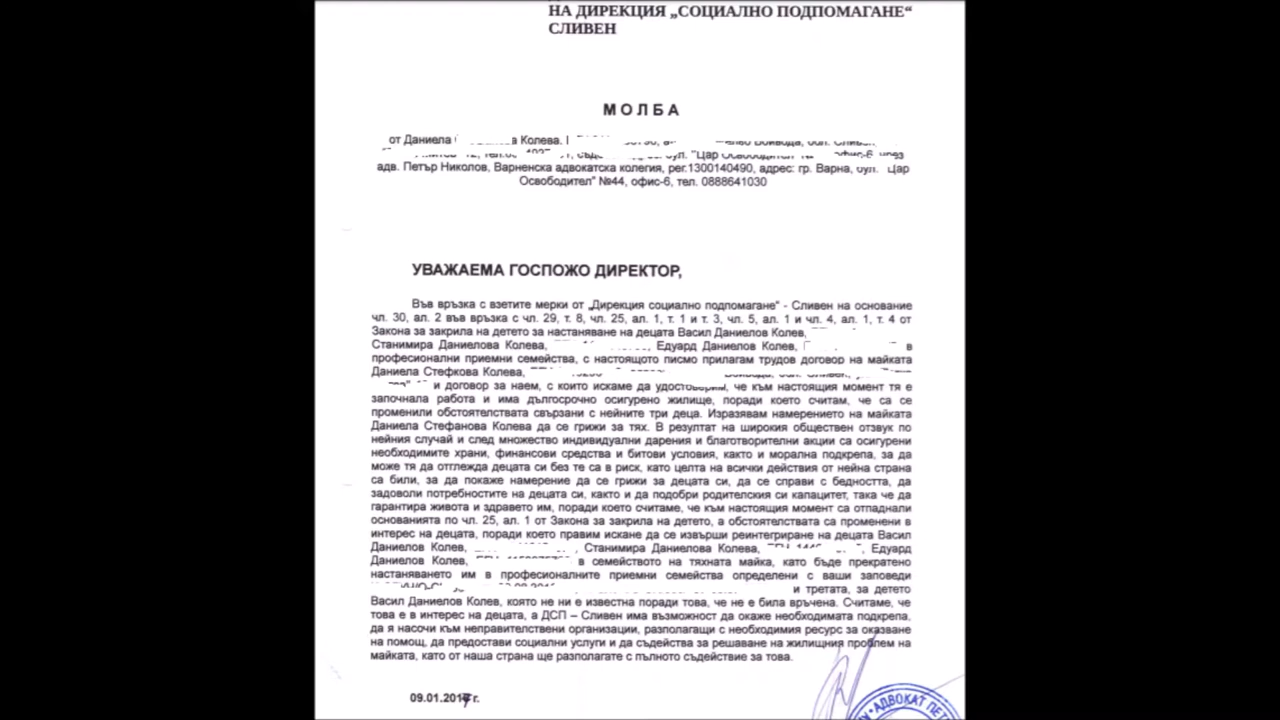 НА ДИРЕКЦИЯ „СОЦИАЛНО ПОДПОМАГАНЕ“
СЛИВЕН
МОЛБА
от Даниела Колева,
"Цар
адв. Петър Николов, Варненска адвокатска колегия, рег.1300140490, адрес: гр. Варна, бул. "Цар
Освободител" №44, офис-6, тел. 0888641030
УВАЖАЕМА ГОСПОЖО ДИРЕКТОР,
Във връзка с взетите мерки от „Дирекция социално подпомагане“ - Сливен на основание
чл. 30, ал. 2 във връзка с чл. 29, т. 8, чл. 25, ал. 1, т. 1 и т. 3, чл. 5, ал. 1 и чл. 4, ал. 1, т. 4 от
Закона за закрила на детето за настаняване на децата Васил Даниелов Колев,
Станимира Даниелова Колева, Едуард Даниелов Колев, в
професионални приемни семейства, с настоящото писмо прилагам трудов договор на майката
Даниела Стефкова Колева,
и договор за наем, с които искаме да удостоверим, че към настоящия момент тя е
започнала работа и има дългосрочно осигурено жилище, поради което считам, че са се
променили обстоятелствата свързани с нейните три деца. Изразявам намерението на майката
Даниела Стефанова Колева да се грижи за тях. В резултат на широкия обществен отзвук по
нейния случай и след множество индивидуални дарения и благотворителни акции са осигурени
необходимите храни, финансови средства и битови условия, както и морална подкрепа, за да
може тя да отглежда децата си без те са в риск, като целта на всички действия от нейна страна
са били, за да покаже намерение да се грижи за децата си, да се справи с бедността, да
задоволи потребностите на децата си, както и да подобри родителския си капацитет, така че да
гарантира живота и здравето им, поради което считаме, че към настоящия момент са отпаднали
основанията по чл. 25, ал. 1 от Закона за закрила на детето, а обстоятелствата са променени в
интерес на децата, поради което правим искане да се извърши реинтегриране на децата Васил
Даниелов Колев, Станимира Даниелова Колева, Едуард
Даниелов Колев, в семейството на тяхната майка, като бъде прекратено
настаняването им в професионалните приемни семейства определени с ваши заповеди
и третата, за детето
Васил Даниелов Колев, която не ни е известна поради това, че не е била връчена. Считаме, че
това е в интерес на децата, а ДСП – Сливен има възможност да окаже необходимата подкрепа,
да я насочи към неправителствени организации, разполагащи с необходимия ресурс за оказване
на помощ, да предостави социални услуги и да съдейства за решаване на жилищния проблем на
майката, като от наша страна ще разполагате с пълното съдействие за това.
09.01.2017г.
АДВОКАТ ПЕТ